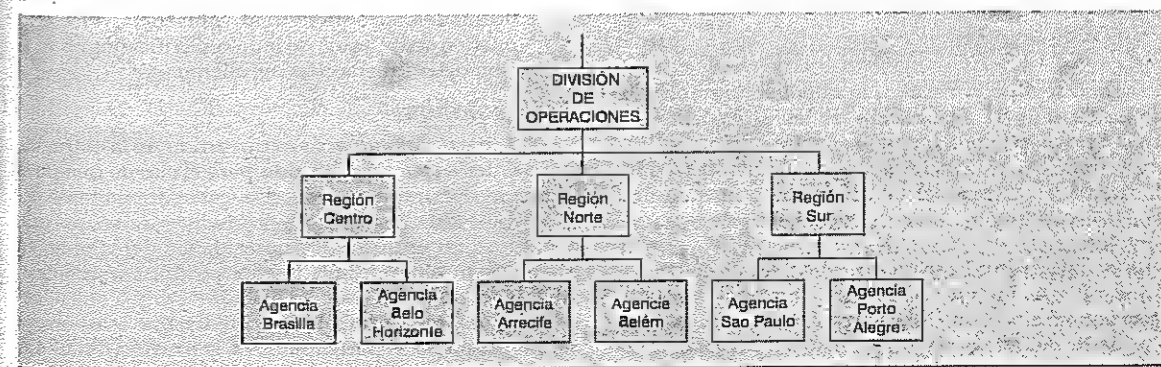 DIVISIÓN
DE
OPERACIONES
Región
Centro
Región
Norte
Región
Sur
Agencia
Brasilia
Agencia
Belo
Horizonte
Agencia
Arrecife
Agencia
Belém
Agencia
Sao Paulo
Agencia
Porto
Alegre